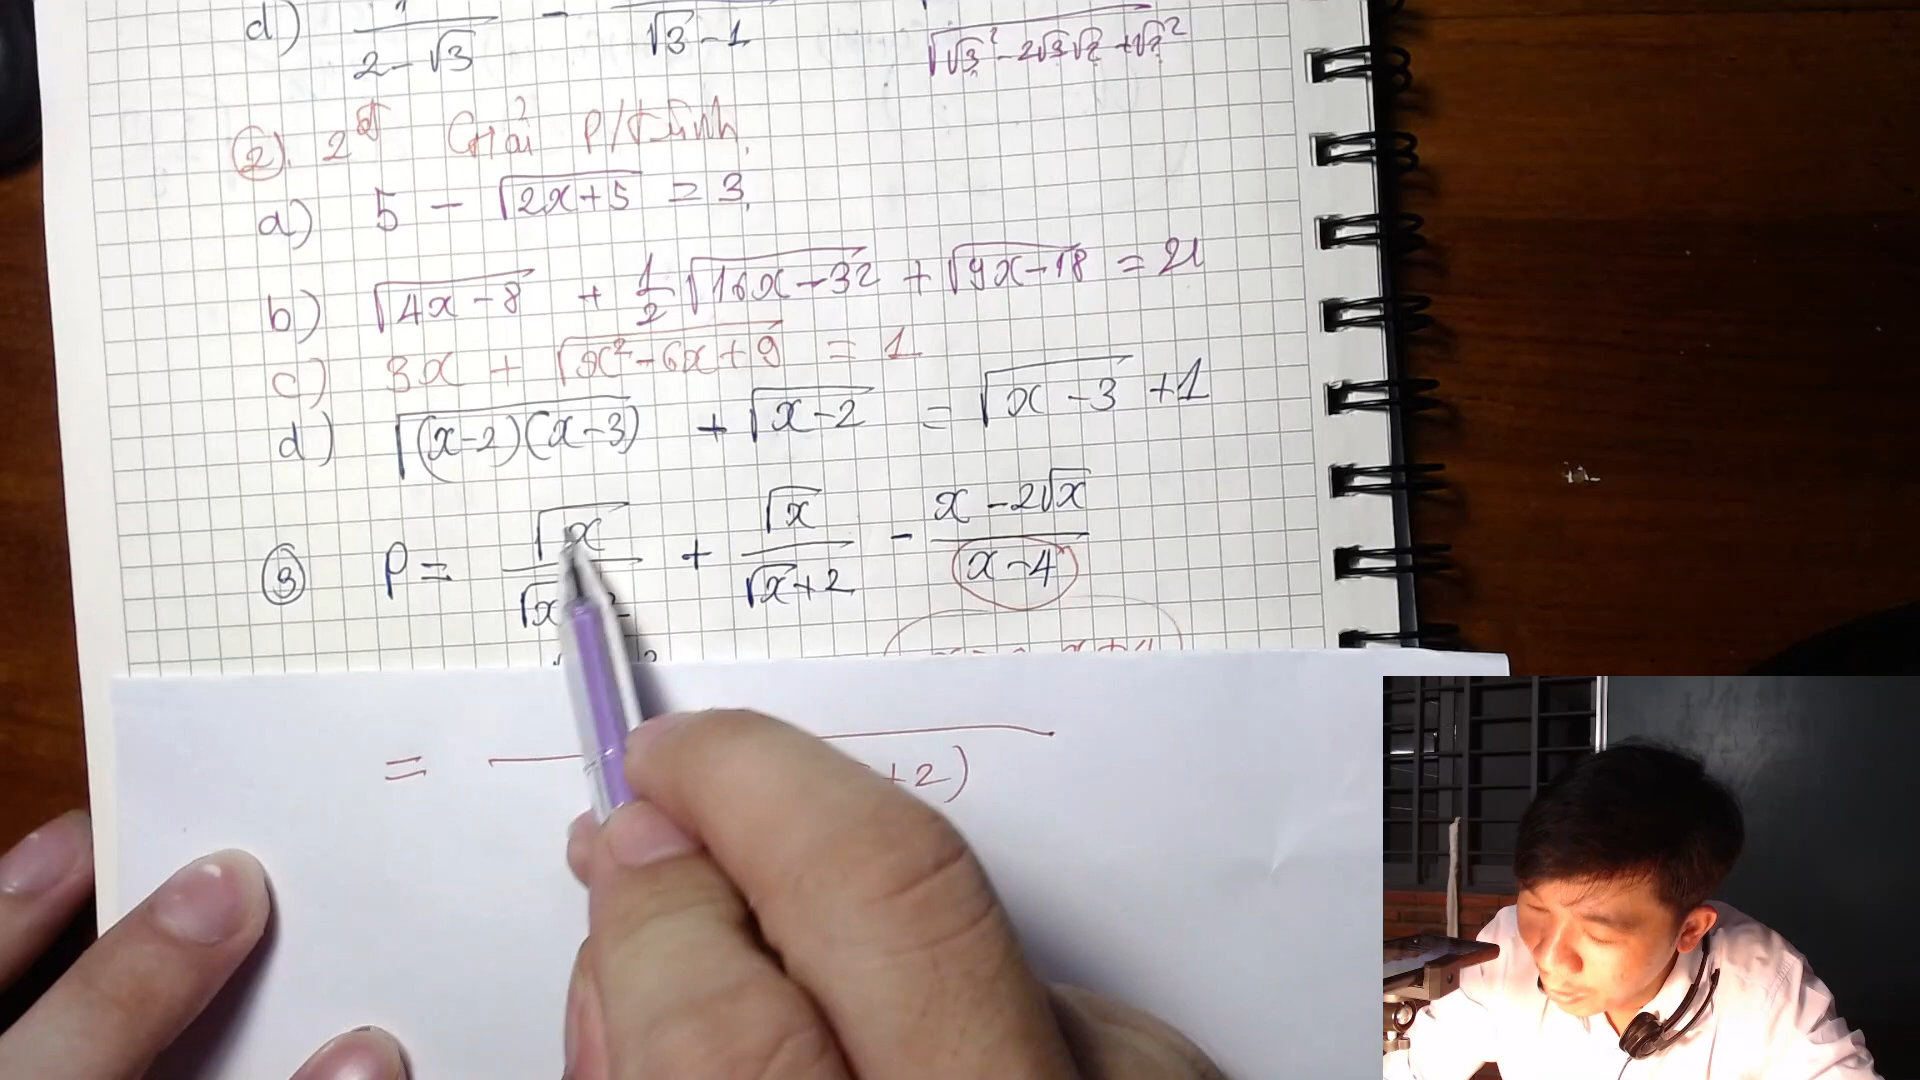 d) 2-√3 - √3-1 √(√3² - 2√3√2 + √2²)
② 2đ Giải p/trình
a) 5 - √(2x+5) = 3
b) √(4x-8) + 1/2 √(16x-32) + √(9x-18) = 21
c) 3x + √(9x²-6x+9) = 1
d) √((x-2)(x-3)) + √(x-2) = √(x-3) + 1
③ P = √x/√x + √x/(√x+2) - (x-2√x)/(x-4)
= +2)